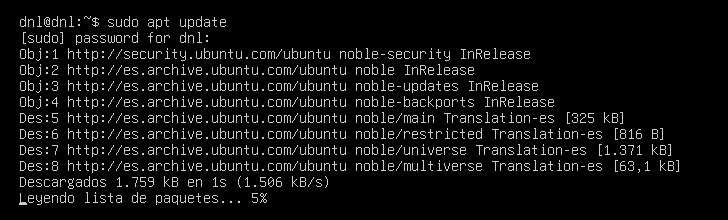 dnl@dnl:~$ sudo apt update
[sudo] password for dnl:
Obj:1 http://security.ubuntu.com/ubuntu noble-security InRelease
Obj:2 http://es.archive.ubuntu.com/ubuntu noble InRelease
Obj:3 http://es.archive.ubuntu.com/ubuntu noble-updates InRelease
Obj:4 http://es.archive.ubuntu.com/ubuntu noble-backports InRelease
Des:5 http://es.archive.ubuntu.com/ubuntu noble/main Translation-es [325 kB]
Des:6 http://es.archive.ubuntu.com/ubuntu noble/restricted Translation-es [816 B]
Des:7 http://es.archive.ubuntu.com/ubuntu noble/universe Translation-es [1.371 kB]
Des:8 http://es.archive.ubuntu.com/ubuntu noble/multiverse Translation-es [63,1 kB]
Descargados 1.759 kB en 1s (1.506 kB/s)
Leyendo lista de paquetes... 5%